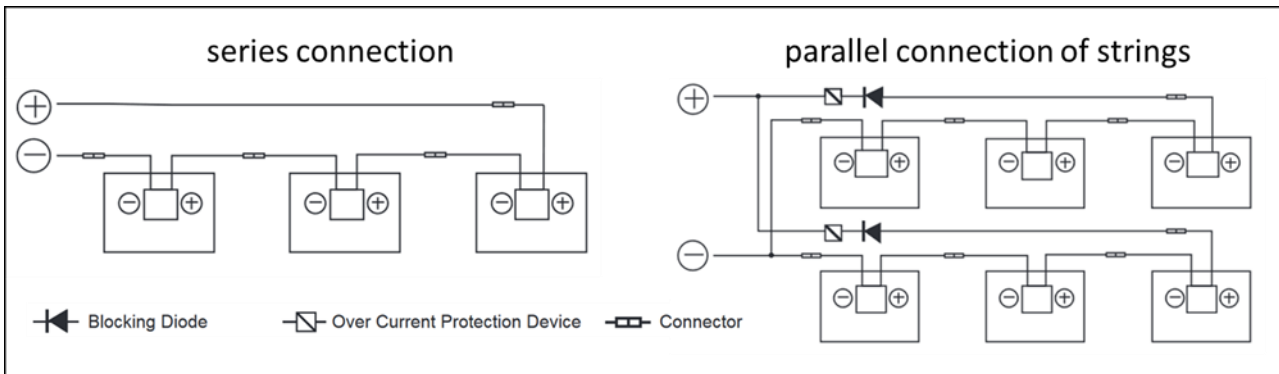 series connection
parallel connection of strings
+
−
− + − + − +
+
− + − + − +
−
− + − + − +
Blocking Diode Over Current Protection Device Connector